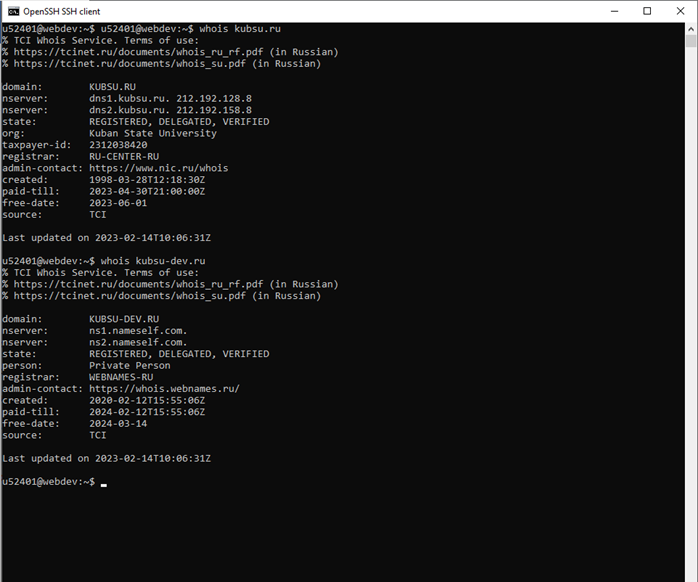 OpenSSH SSH client
u52401@webdev:~$ u52401@webdev:~$ whois kubsu.ru
% TCI Whois Service. Terms of use:
% https://tcinet.ru/documents/whois_ru_rf.pdf (in Russian)
% https://tcinet.ru/documents/whois_su.pdf (in Russian)
domain: KUBSU.RU
nserver: dns1.kubsu.ru. 212.192.128.8
nserver: dns2.kubsu.ru. 212.192.158.8
state: REGISTERED, DELEGATED, VERIFIED
org: Kuban State University
taxpayer-id: 2312038420
registrar: RU-CENTER-RU
admin-contact: https://www.nic.ru/whois
created: 1998-03-28T12:18:30Z
paid-till: 2023-04-30T21:00:00Z
free-date: 2023-06-01
source: TCI
Last updated on 2023-02-14T10:06:31Z
u52401@webdev:~$ whois kubsu-dev.ru
% TCI Whois Service. Terms of use:
% https://tcinet.ru/documents/whois_ru_rf.pdf (in Russian)
% https://tcinet.ru/documents/whois_su.pdf (in Russian)
domain: KUBSU-DEV.RU
nserver: ns1.nameself.com.
nserver: ns2.nameself.com.
state: REGISTERED, DELEGATED, VERIFIED
person: Private Person
registrar: WEBNAMES-RU
admin-contact: https://whois.webnames.ru/
created: 2020-02-12T15:55:06Z
paid-till: 2024-02-12T15:55:06Z
free-date: 2024-03-14
source: TCI
Last updated on 2023-02-14T10:06:31Z
u52401@webdev:~$